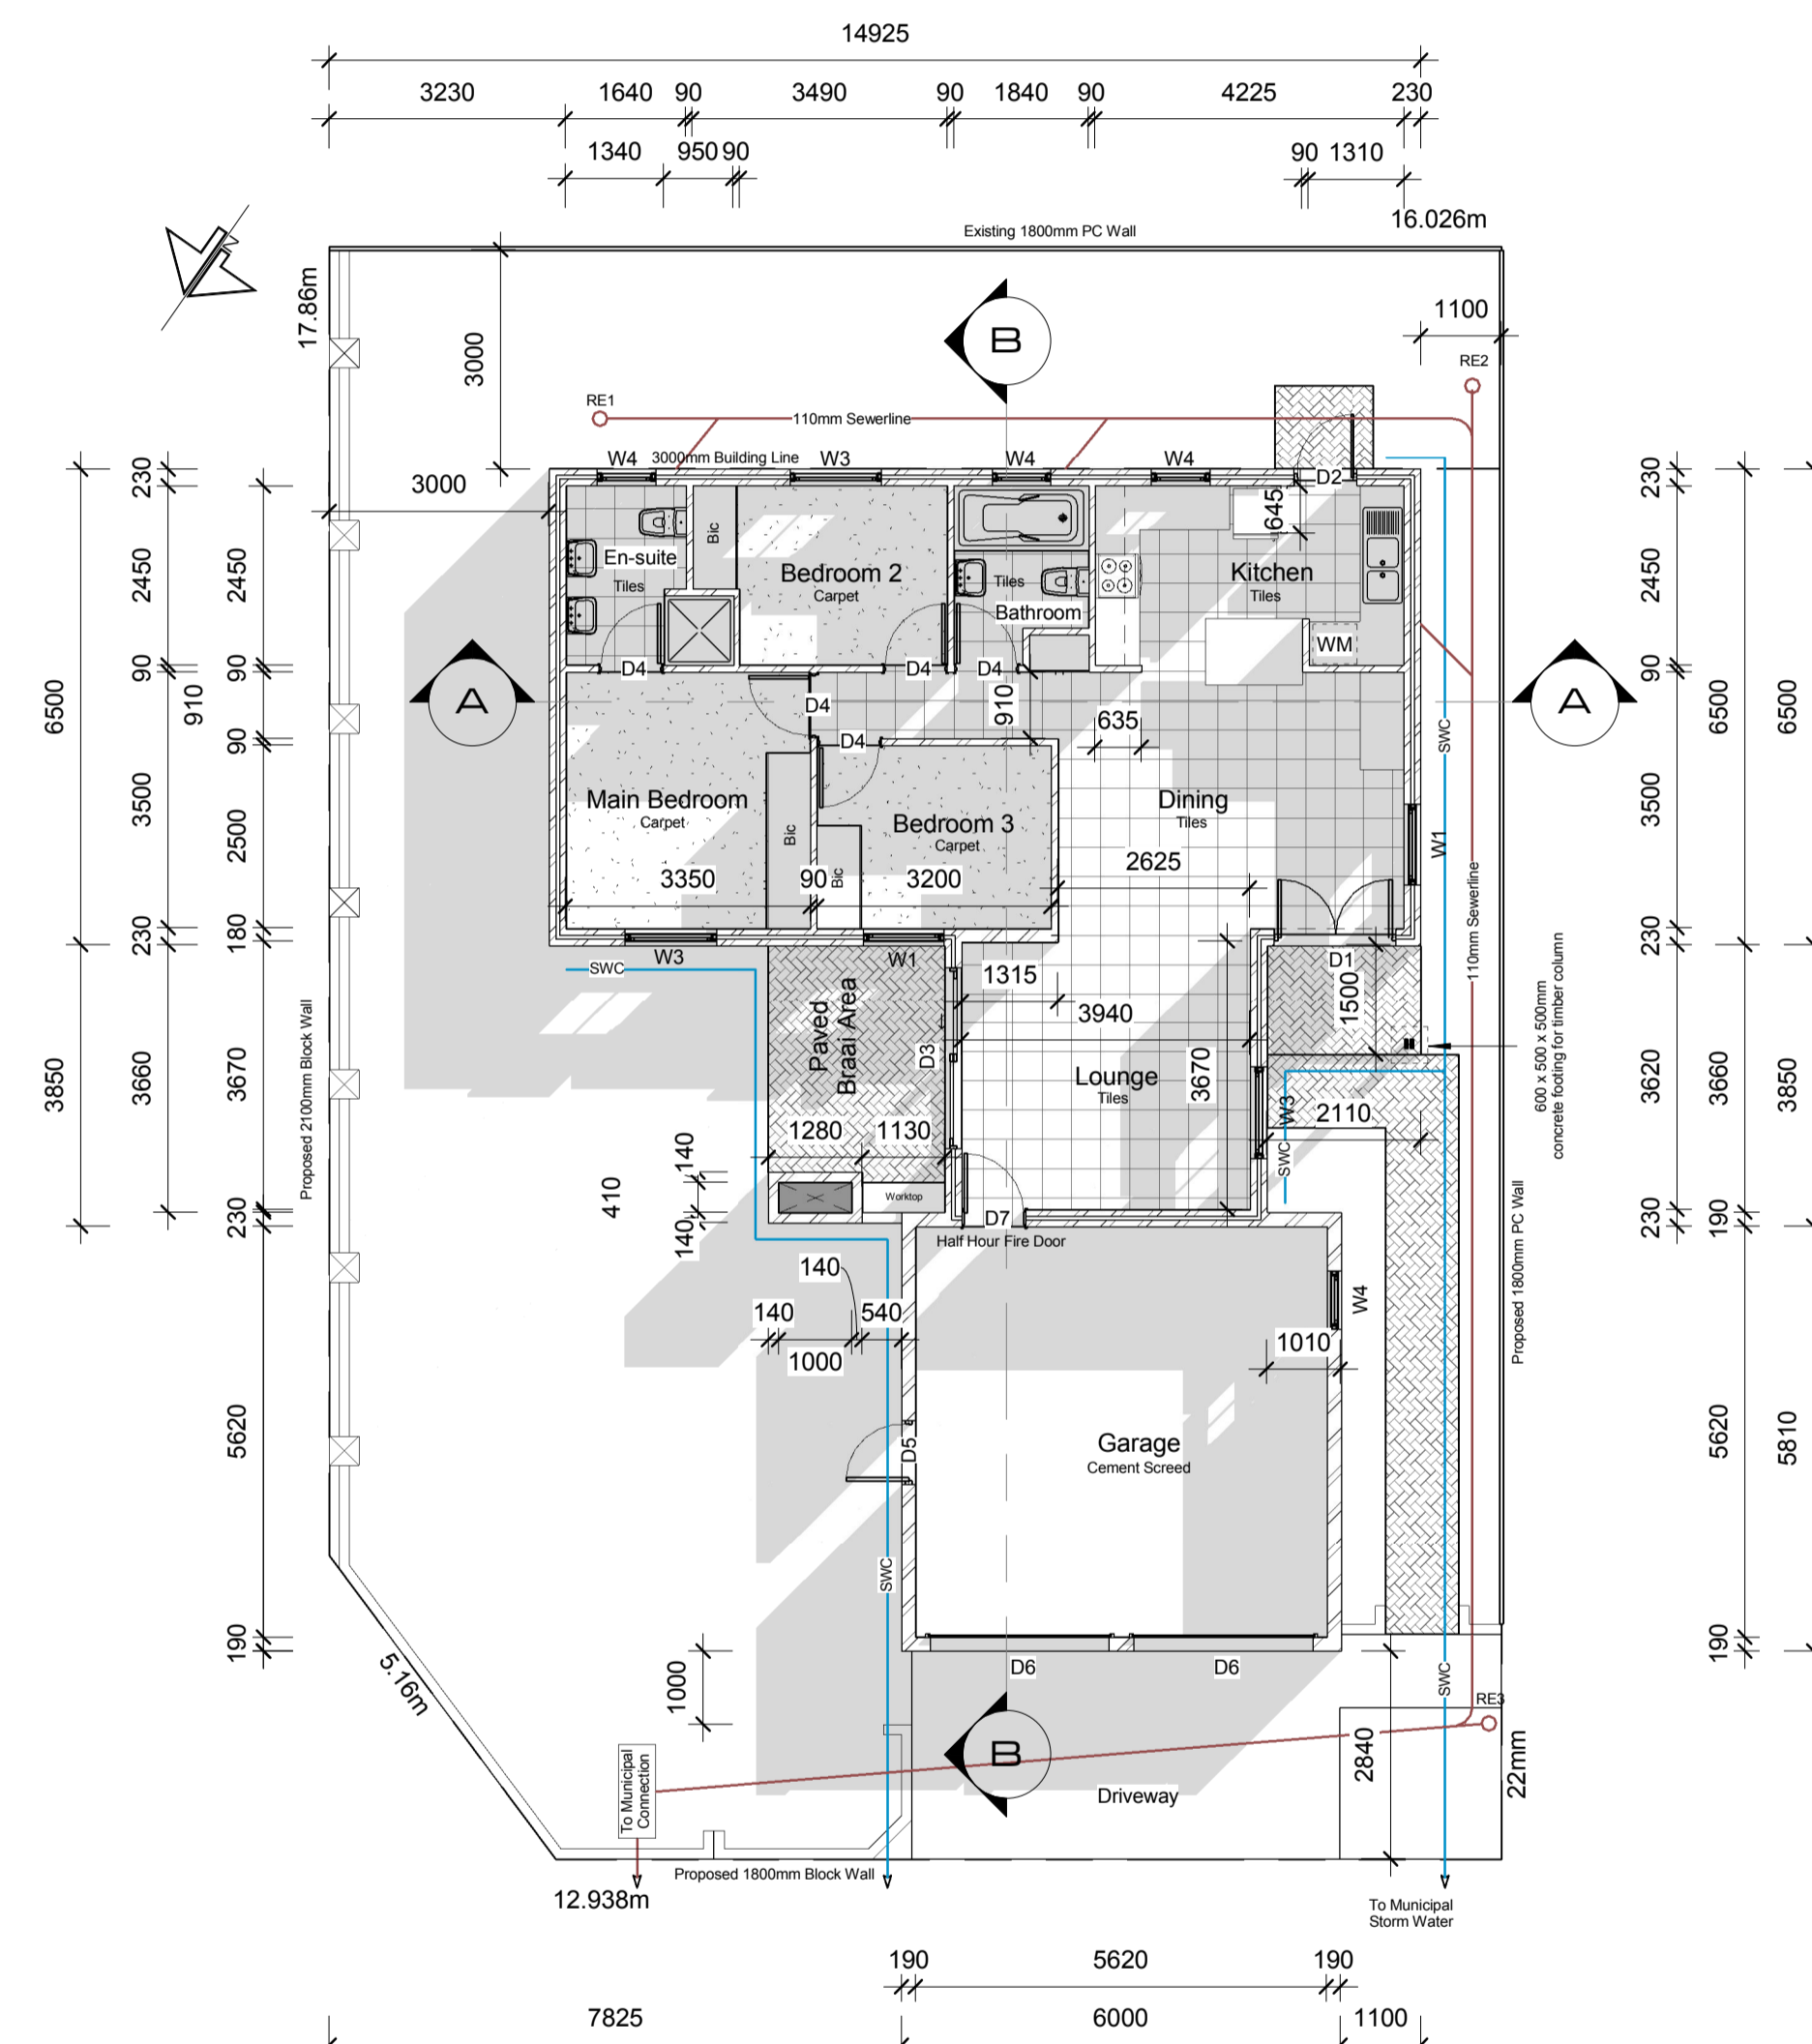 14925
3230 1640 90 3490 90 1840 90 4225 230
1340 950 90 90 1310
16.026m
Existing 1800mm PC Wall
N
17.86m
3000
B
1100
RE2
RE1
110mm Sewerline
W4 3000mm Building Line W3 W4 W4
D2
3000
230
2450
90
910
3500
230
3660
230
6500
3850
2450
90
90
2500
180
3670
5620
190
En-suite
Tiles
Bic
Bedroom 2
Carpet
Tiles
Bathroom
645
Kitchen
Tiles
WM
D4 D4 D4
D4
D4
910
635
A
A
SWC
Main Bedroom
Carpet
Bic
Bedroom 3
Carpet
Bic
Dining
Tiles
2625
3350 90 3200
W1
110mm Sewerline
230
2450
90
3500
230
3620
230
6500
3660
190
5620
190
6500
3850
5810
W3
W1
SWC
D1
1500
1315
3940
Paved
Braai Area
D3
Lounge
Tiles
3670
W3
2110
SWC
600 x 500 x 500mm
concrete footing for timber column
Proposed 2100mm Block Wall
Proposed 1800mm PC Wall
1280 1130
140
140
410
Worktop
D7
Half Hour Fire Door
140
140 540
1000
W4
1010
D5
Garage
Cement Screed
SWC
SWC
D6 D6
1000
5.16m
RE3
B
2840
22mm
Driveway
To Municipal
Connection
Proposed 1800mm Block Wall
12.938m
To Municipal
Storm Water
190 5620 190
7825 6000 1100